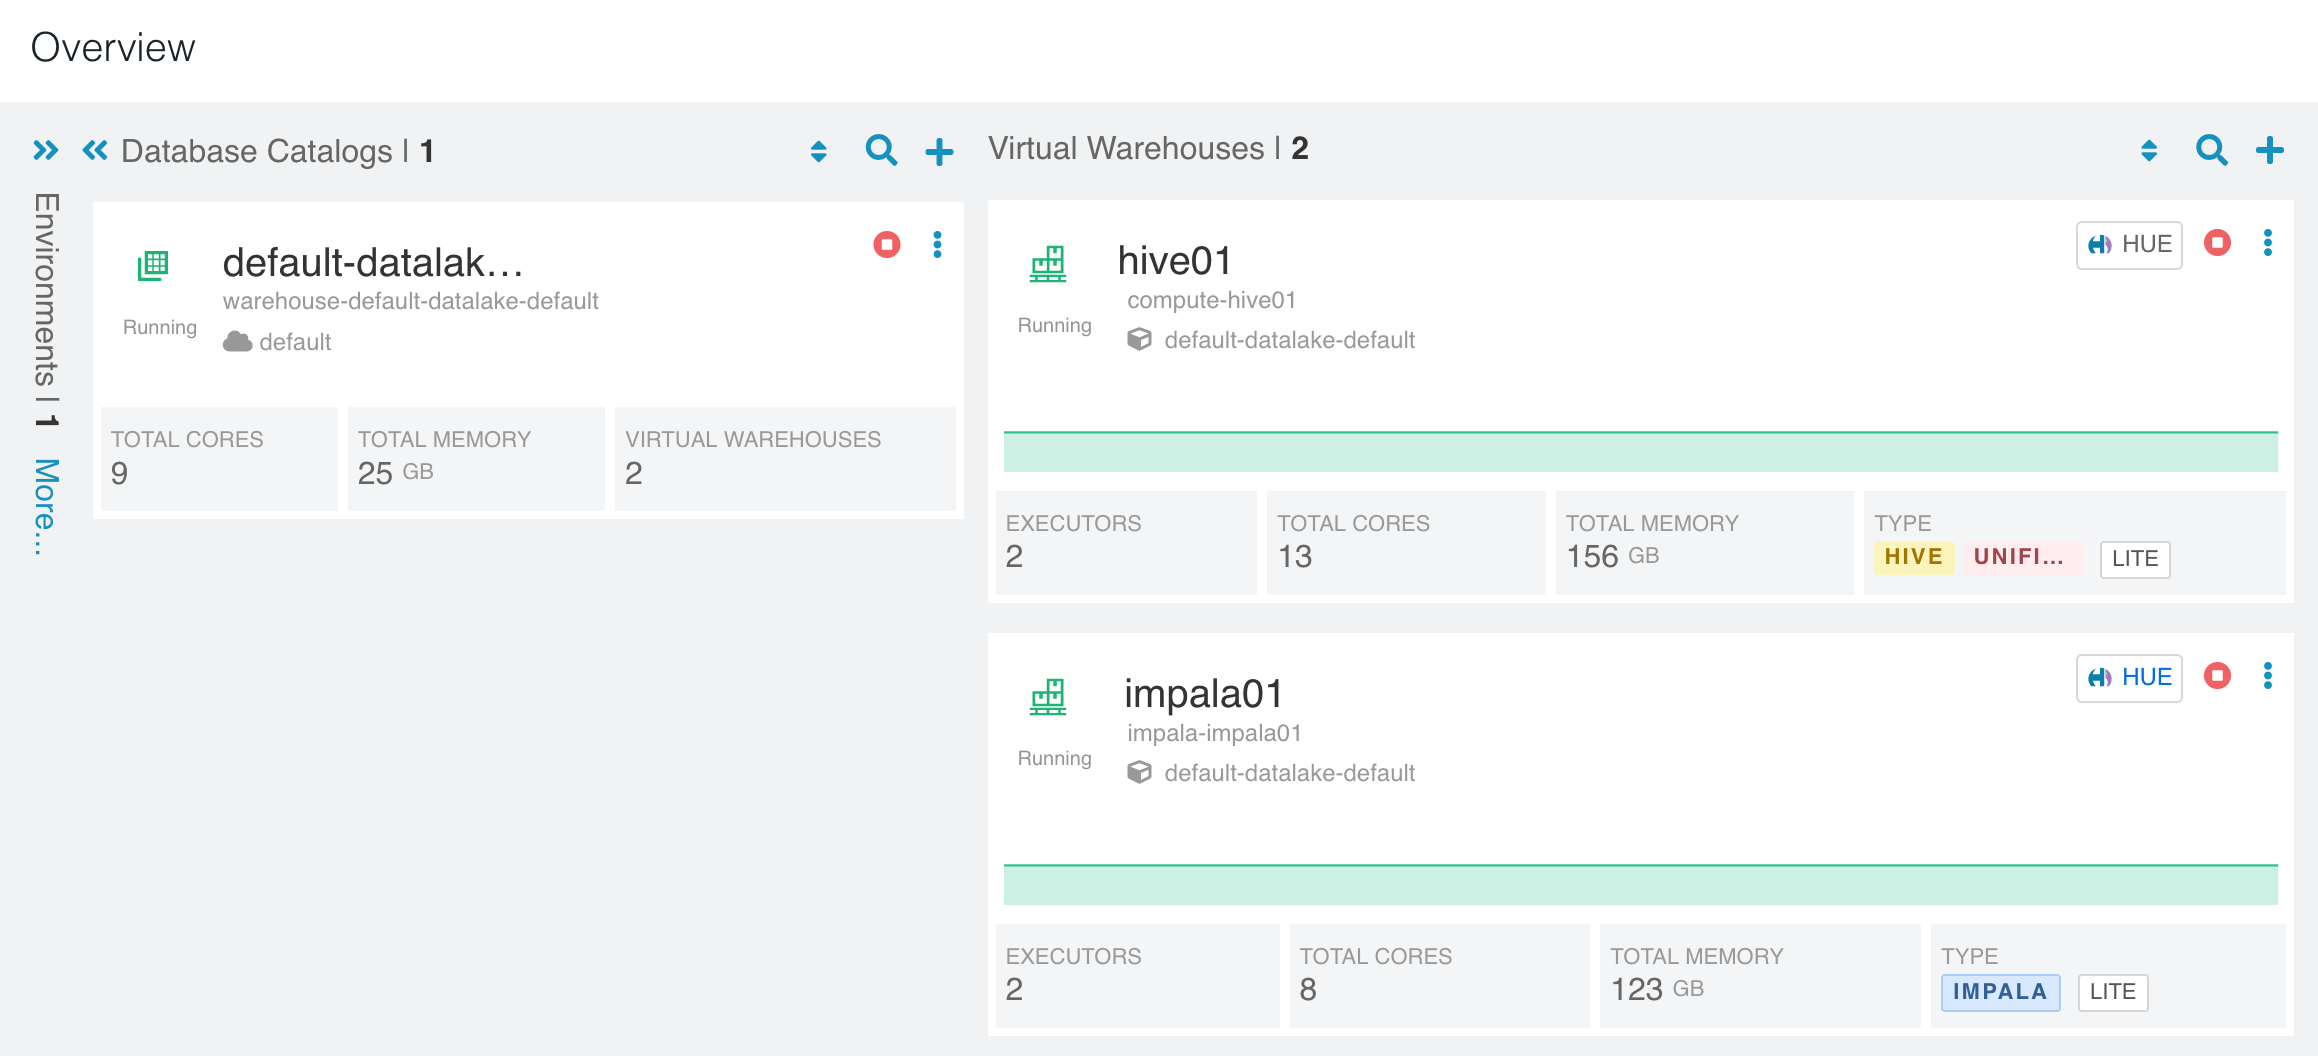 Overview
Environments | 1 More...
Database Catalogs | 1
default-datalak...
warehouse-default-datalake-default
Running
default
TOTAL CORES
9
TOTAL MEMORY
25 GB
VIRTUAL WAREHOUSES
2
Virtual Warehouses | 2
hive01
HUE
compute-hive01
Running
default-datalake-default
EXECUTORS
2
TOTAL CORES
13
TOTAL MEMORY
156 GB
TYPE
HIVE UNIFI... LITE
impala01
HUE
impala-impala01
Running
default-datalake-default
EXECUTORS
2
TOTAL CORES
8
TOTAL MEMORY
123 GB
TYPE
IMPALA LITE